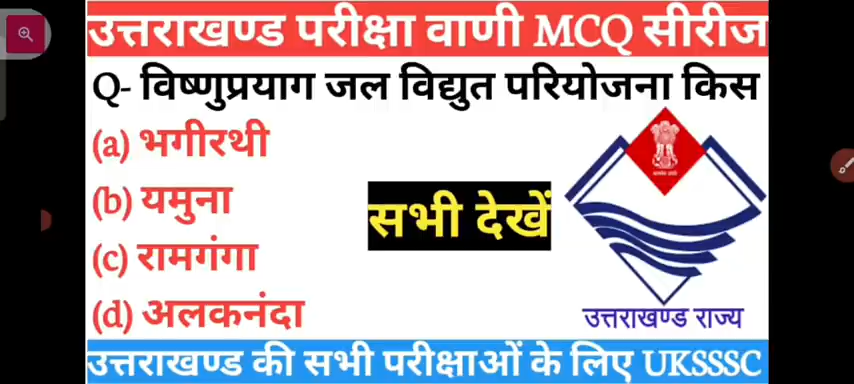 उत्तराखण्ड परीक्षा वाणी MCQ सीरीज
Q- विष्णुप्रयाग जल विद्युत परियोजना किस
(a) भगीरथी
(b) यमुना
(c) रामगंगा
(d) अलकनंदा
सभी देखें
उत्तराखण्ड राज्य
उत्तराखण्ड की सभी परीक्षाओं के लिए UKSSSC